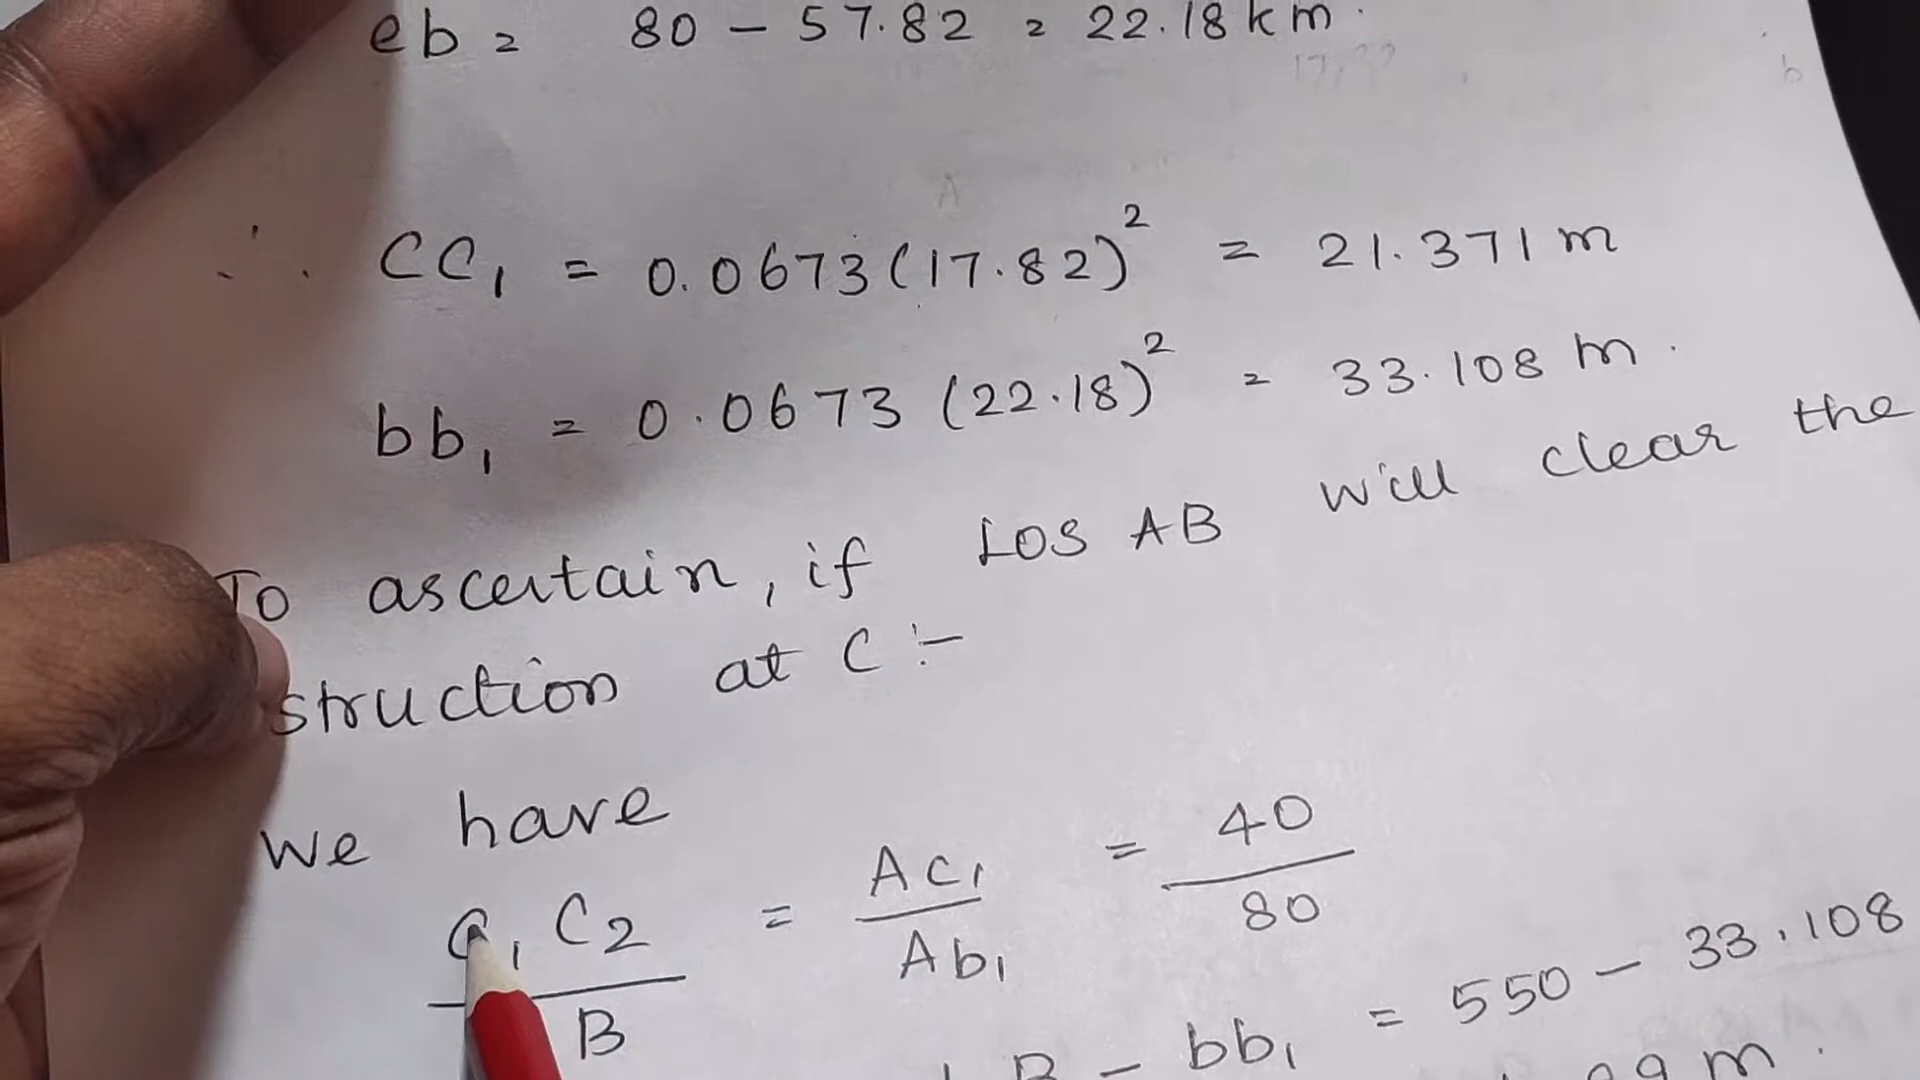 eb = 80 - 57.82 = 22.18 km.
∴ CC₁ = 0.0673 (17.82)² = 21.371 m
bb₁ = 0.0673 (22.18)² = 33.108 m.
To ascertain, if LOS AB will clear the
struction at C :-
we have
C₁C₂ / B = Ac₁ / Ab₁ = 40 / 80
B - bb₁ = 550 - 33.108
m.